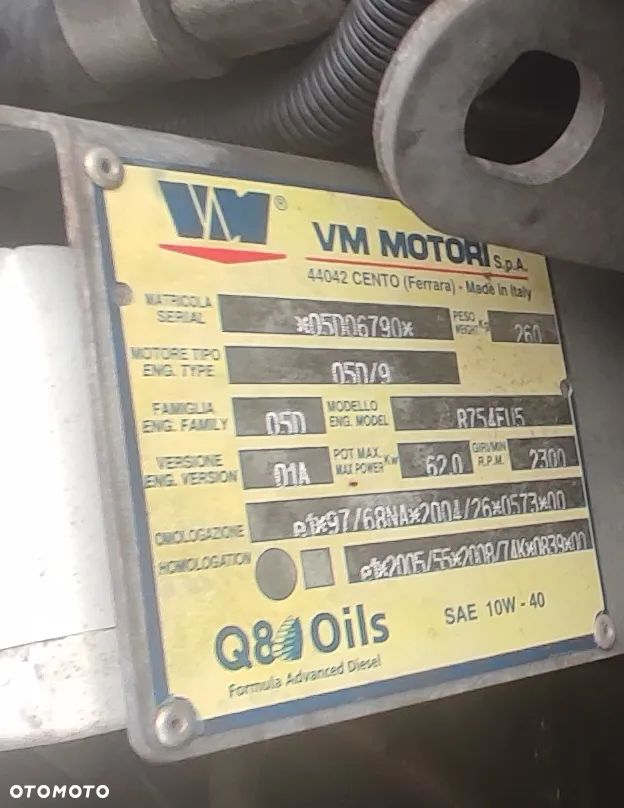 VM ®
VM MOTORI S.p.A.
44042 CENTO (Ferrara) - Made in Italy
MATRICOLA SERIAL *05D06790* PESO WEIGHT Kg 260
MOTORE TIPO ENG. TYPE 05D/9
FAMIGLIA ENG. FAMILY 05D MODELLO ENG. MODEL R754EU5
VERSIONE ENG. VERSION 01A POT MAX. MAX POWER Kw 62.0 GIRI/MIN R.P.M. 2300
OMOLOGAZIONE e1*97/68NA*2004/26*0573*00
HOMOLOGATION e1*2005/55*2008/74K*0839*00
Q8 Oils SAE 10W - 40
Formula Advanced Diesel
OTOMOTO